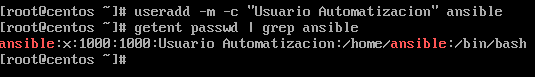 [root@centos ~]# useradd -m -c "Usuario Automatizacion" ansible
[root@centos ~]# getent passwd | grep ansible
ansible:x:1000:1000:Usuario Automatizacion:/home/ansible:/bin/bash
[root@centos ~]#